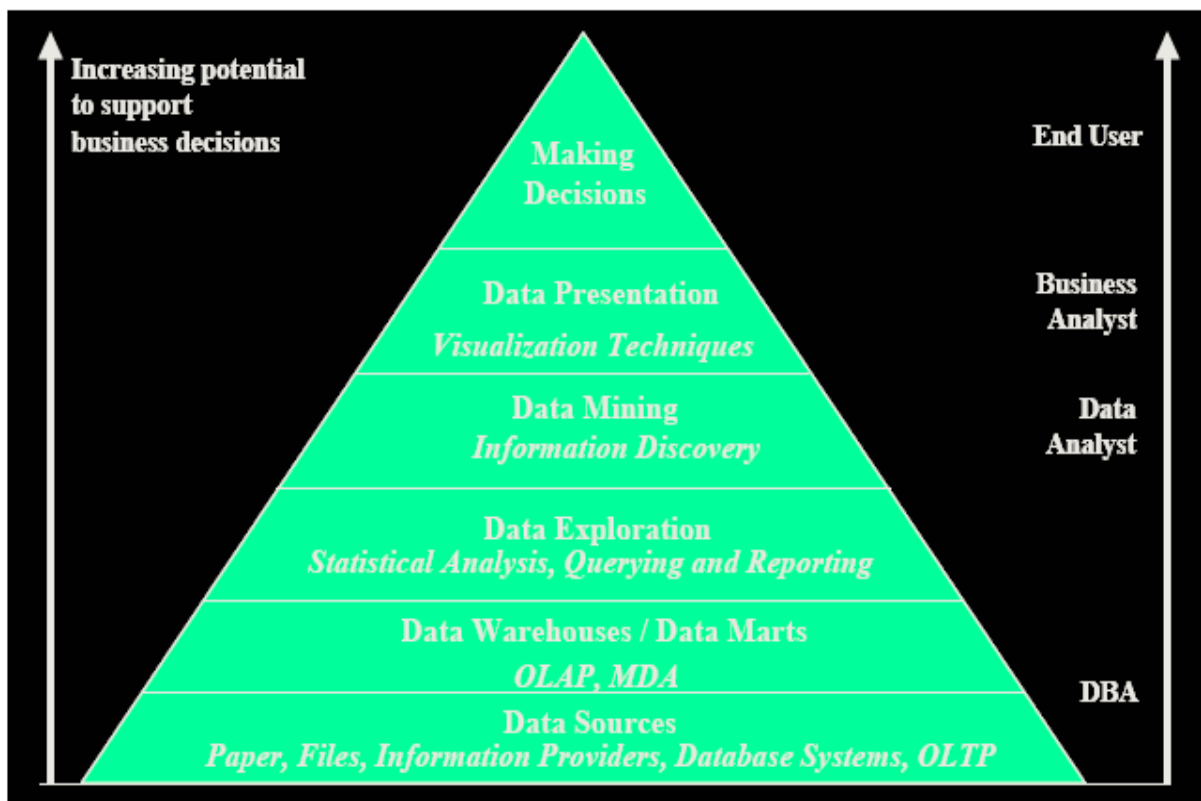 Increasing potential
to support
business decisions
Making
Decisions
End User
Data Presentation
Visualization Techniques
Business
Analyst
Data Mining
Information Discovery
Data
Analyst
Data Exploration
Statistical Analysis, Querying and Reporting
Data Warehouses / Data Marts
OLAP, MDA
DBA
Data Sources
Paper, Files, Information Providers, Database Systems, OLTP